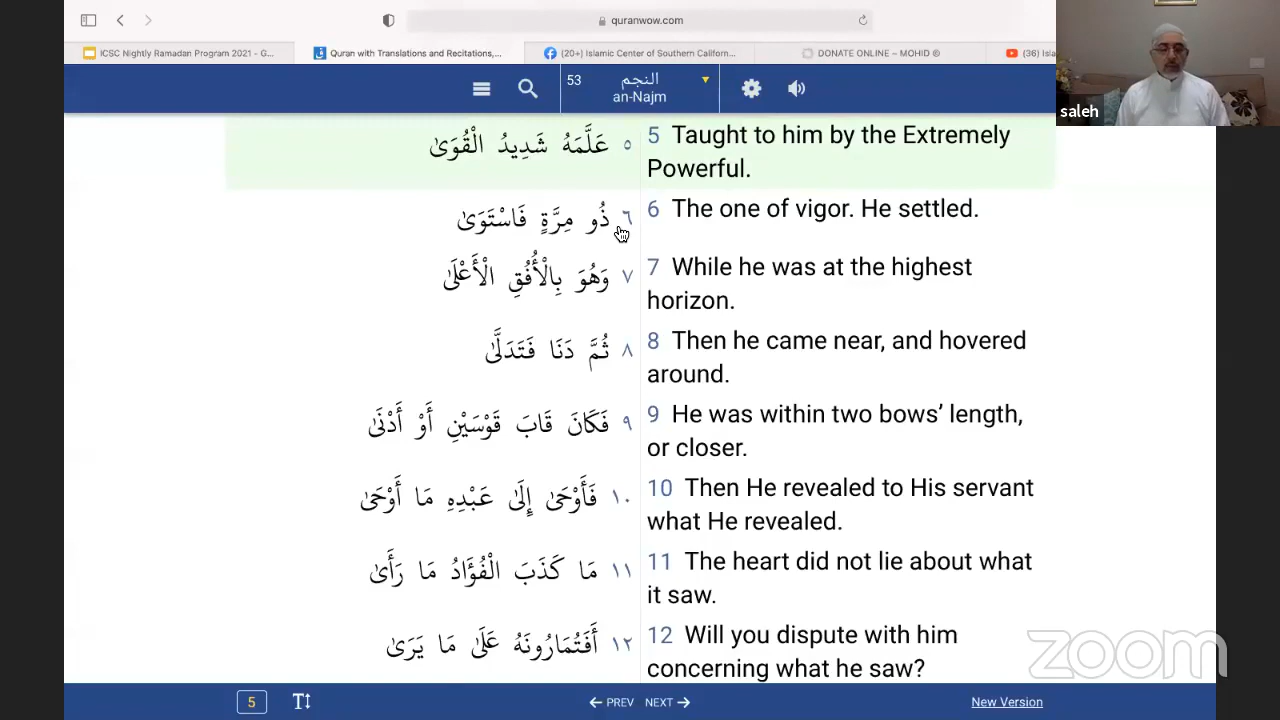 quranwow.com
ICSC Nightly Ramadan Program 2021 - G...
Quran with Translations and Recitations,...
(20+) Islamic Center of Southern Californ...
DONATE ONLINE – MOHID ®
(36) Isla
saleh
53
النجم
an-Najm
5 Taught to him by the Extremely
Powerful.
٥ عَلَّمَهُ شَدِيدُ الْقُوَىٰ
6 The one of vigor. He settled.
٦ ذُو مِرَّةٍ فَاسْتَوَىٰ
7 While he was at the highest
horizon.
٧ وَهُوَ بِالْأُفُقِ الْأَعْلَىٰ
8 Then he came near, and hovered
around.
٨ ثُمَّ دَنَا فَتَدَلَّىٰ
9 He was within two bows’ length,
or closer.
٩ فَكَانَ قَابَ قَوْسَيْنِ أَوْ أَدْنَىٰ
10 Then He revealed to His servant
what He revealed.
١٠ فَأَوْحَىٰ إِلَىٰ عَبْدِهِ مَا أَوْحَىٰ
11 The heart did not lie about what
it saw.
١١ مَا كَذَبَ الْفُؤَادُ مَا رَأَىٰ
12 Will you dispute with him
concerning what he saw?
١٢ أَفَتُمَارُونَهُ عَلَىٰ مَا يَرَىٰ
zoom
5
PREV NEXT
New Version